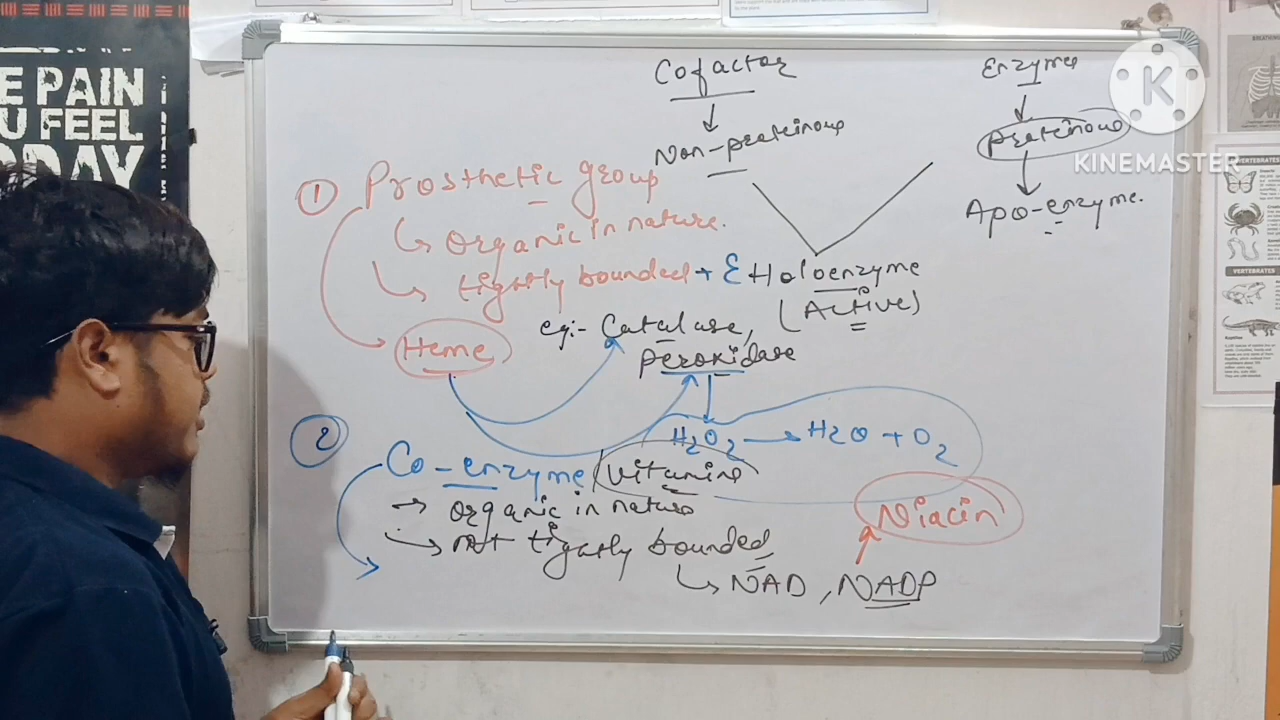 E PAIN
U FEEL
DAY
Cofactor
Non-proteinous
Enzyme
proteinous
Apo-enzyme.
KINEMASTER
① Prosthetic group
↳ organic in nature.
↳ tightly bounded + E
Holoenzyme
(Active)
eg:- Catalase,
peroxidase
Heme
H2O2 → H2O + O2
② Co-enzyme (vitamins)
→ organic in nature
→ not tightly bounded,
↳ NAD, NADP
Niacin
VERTEBRATES